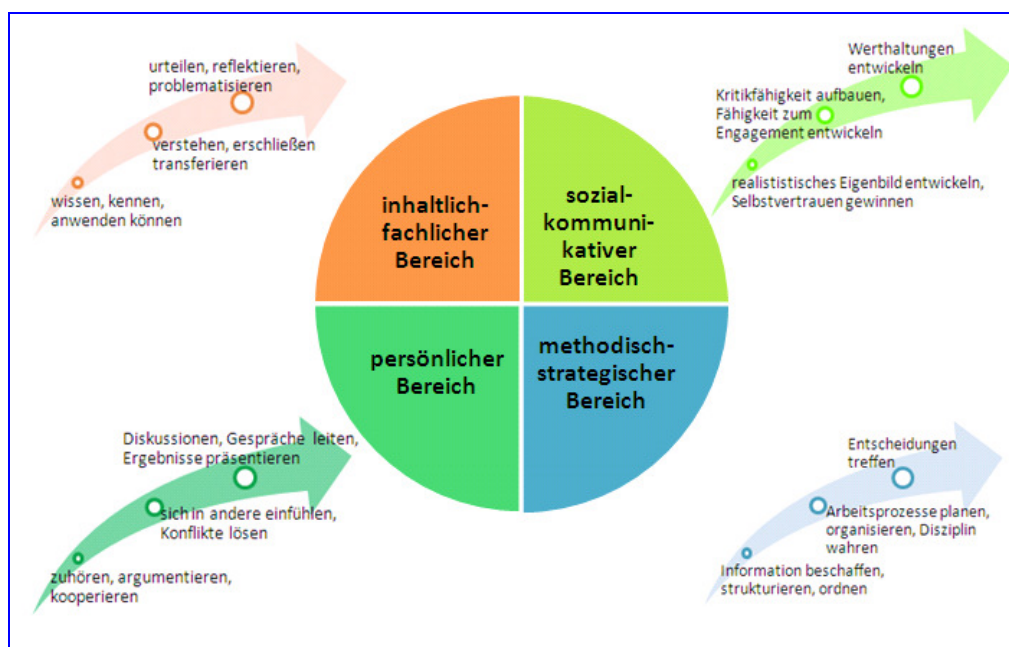 urteilen, reflektieren,
problematisieren
verstehen, erschließen
transferieren
wissen, kennen,
anwenden können
Werthaltungen
entwickeln
Kritikfähigkeit aufbauen,
Fähigkeit zum
Engagement entwickeln
realististisches Eigenbild entwickeln,
Selbstvertrauen gewinnen
inhaltlich-
fachlicher
Bereich
sozial-
kommuni-
kativer
Bereich
persönlicher
Bereich
methodisch-
strategischer
Bereich
Diskussionen, Gespräche leiten,
Ergebnisse präsentieren
sich in andere einfühlen,
Konflikte lösen
zuhören, argumentieren,
kooperieren
Entscheidungen
treffen
Arbeitsprozesse planen,
organisieren, Disziplin
wahren
Information beschaffen,
strukturieren, ordnen